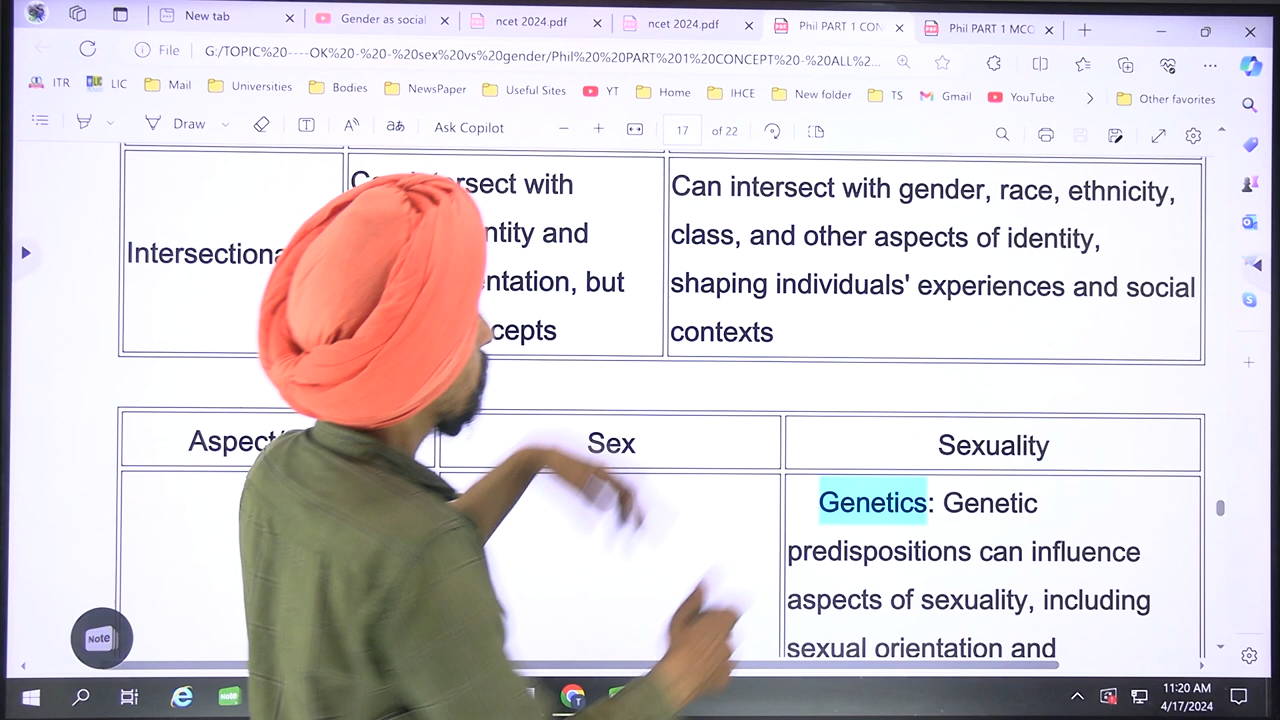 New tab
Gender as social
ncet 2024.pdf
ncet 2024.pdf
Phil PART 1 CON
Phil PART 1 MCQ
File
G:/TOPIC%20----OK%20-%20-%20sex%20vs%20gender/Phil%20%20PART%201%20CONCEPT%20-%20ALL%2...
ITR
LIC
Mail
Universities
Bodies
NewsPaper
Useful Sites
YT
Home
IHCE
New folder
TS
Gmail
YouTube
Other favorites
Draw
Ask Copilot
17 of 22
Intersectiona
sect with
ntity and
ntation, but
cepts
Can intersect with gender, race, ethnicity,
class, and other aspects of identity,
shaping individuals' experiences and social
contexts
Aspect
Sex
Sexuality
Genetics: Genetic
predispositions can influence
aspects of sexuality, including
sexual orientation and
Note
Note
11:20 AM
4/17/2024